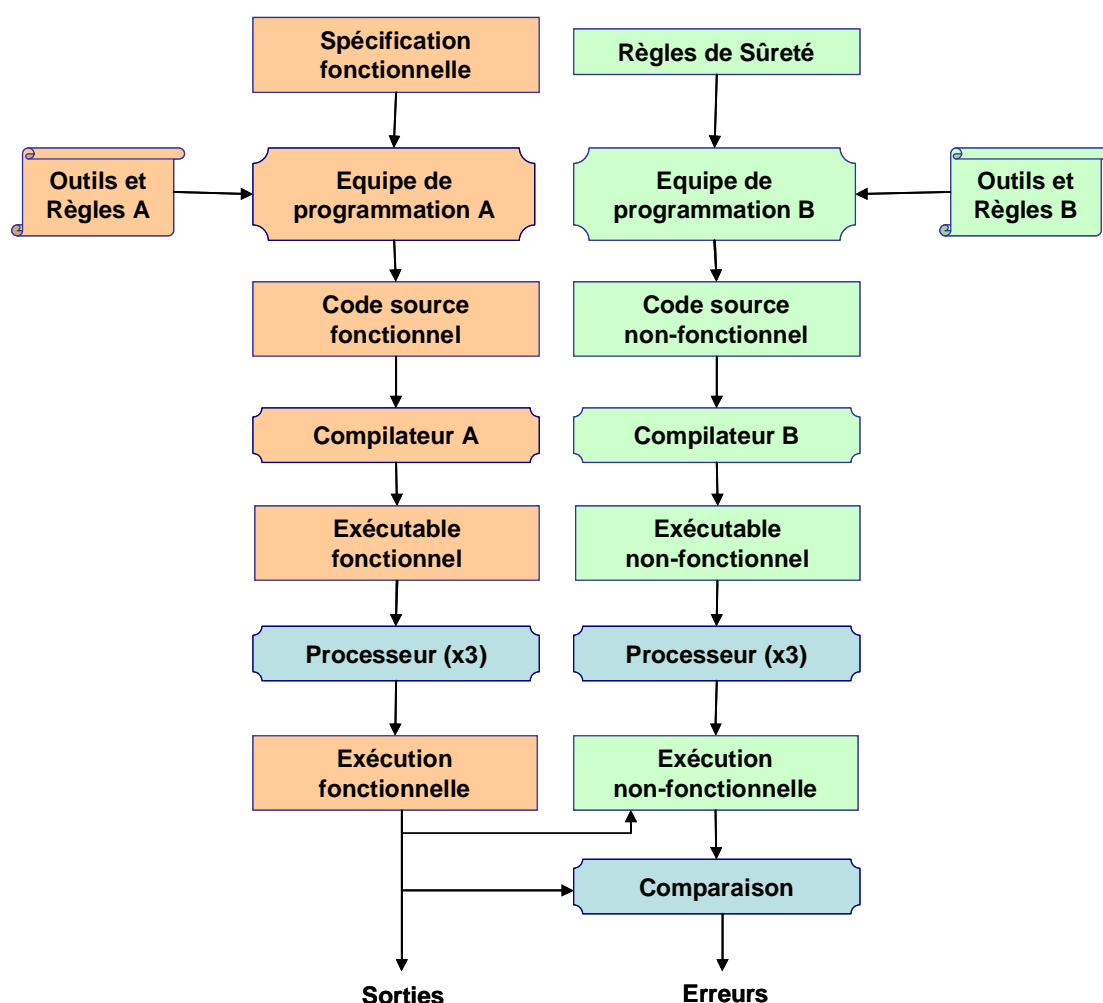 Spécification
fonctionnelle
Règles de Sûreté
Outils et
Règles A
Equipe de
programmation A
Equipe de
programmation B
Outils et
Règles B
Code source
fonctionnel
Code source
non-fonctionnel
Compilateur A
Compilateur B
Exécutable
fonctionnel
Exécutable
non-fonctionnel
Processeur (x3)
Processeur (x3)
Exécution
fonctionnelle
Exécution
non-fonctionnelle
Comparaison
Sorties
Erreurs